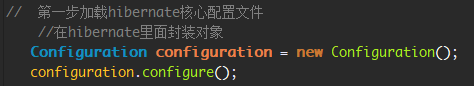 //  第一步加载hibernate核心配置文件
//在hibernate里面封装对象
Configuration configuration = new Configuration();
configuration.configure();